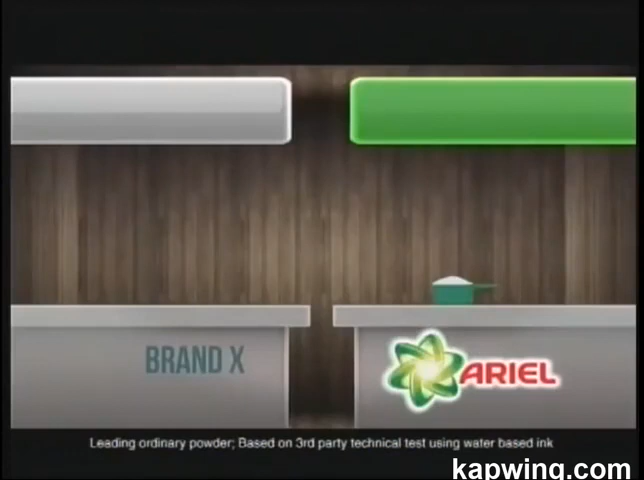 BRAND X
ARIEL
Leading ordinary powder; Based on 3rd party technical test using water based ink
kapwing.com